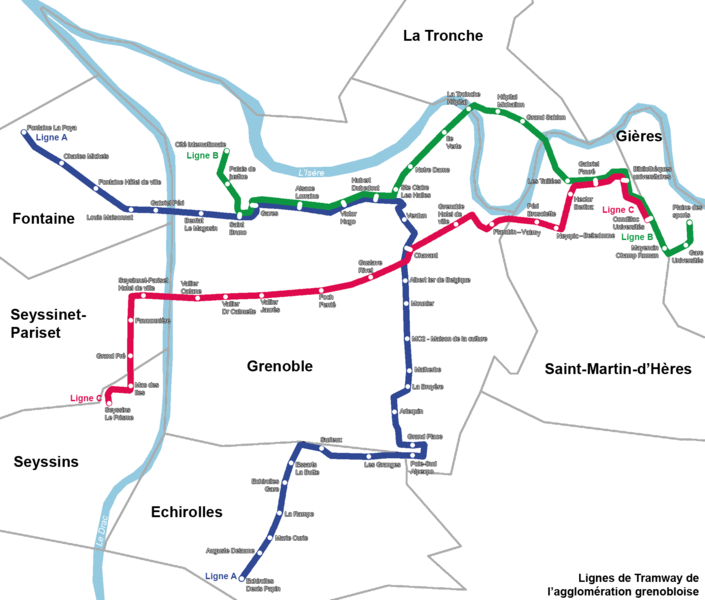 La Tronche
Fontaine La Poya
Ligne A
Charles Michels
Fontaine Hôtel de ville
Louis Maisonnat
Gabriel Péri
Berriat
Le Magasin
Saint
Bruno
Fontaine
Cité Internationale
Ligne B
Palais de
justice
Gares
Alsace
Lorraine
Victor
Hugo
Hubert
Dubedout
Ste Claire
Les Halles
L'Isère
Notre Dame
Ile
Verte
La Tronche
Hôpital
Hôpital
Michallon
Grand Sablon
Gières
Les Taillées
Gabriel
Fauré
Bibliothèques
universitaires
Hector
Berlioz
Ligne C
Condillac
Universités
Ligne B
Mayencin
Champ Roman
Plaine des
sports
Gare
Universités
Verdun
Grenoble
Hôtel de
ville
Flandrin–Valmy
Péri
Brossolette
Neyrpic–Belledonne
Chavant
Gustave
Rivet
Foch
Ferrié
Vallier
Jaurès
Vallier
Dr Calmette
Vallier
Catane
Seyssinet-Pariset
Hôtel de ville
Fauconnière
Grand Pré
Mas des
Iles
Ligne C
Seyssins
Le Prisme
Seyssinet-
Pariset
Grenoble
Saint-Martin-d'Hères
Albert Ier de Belgique
Mounier
MC2 - Maison de la culture
Malherbe
La Bruyère
Arlequin
Grand Place
Pole-Sud
Alpexpo
Les Granges
Surieux
Essarts
La Butte
Echirolles
Gare
La Rampe
Marie Curie
Auguste Delaune
Ligne A
Echirolles
Denis Papin
Seyssins
Echirolles
Le Drac
Lignes de Tramway de
l'agglomération grenobloise